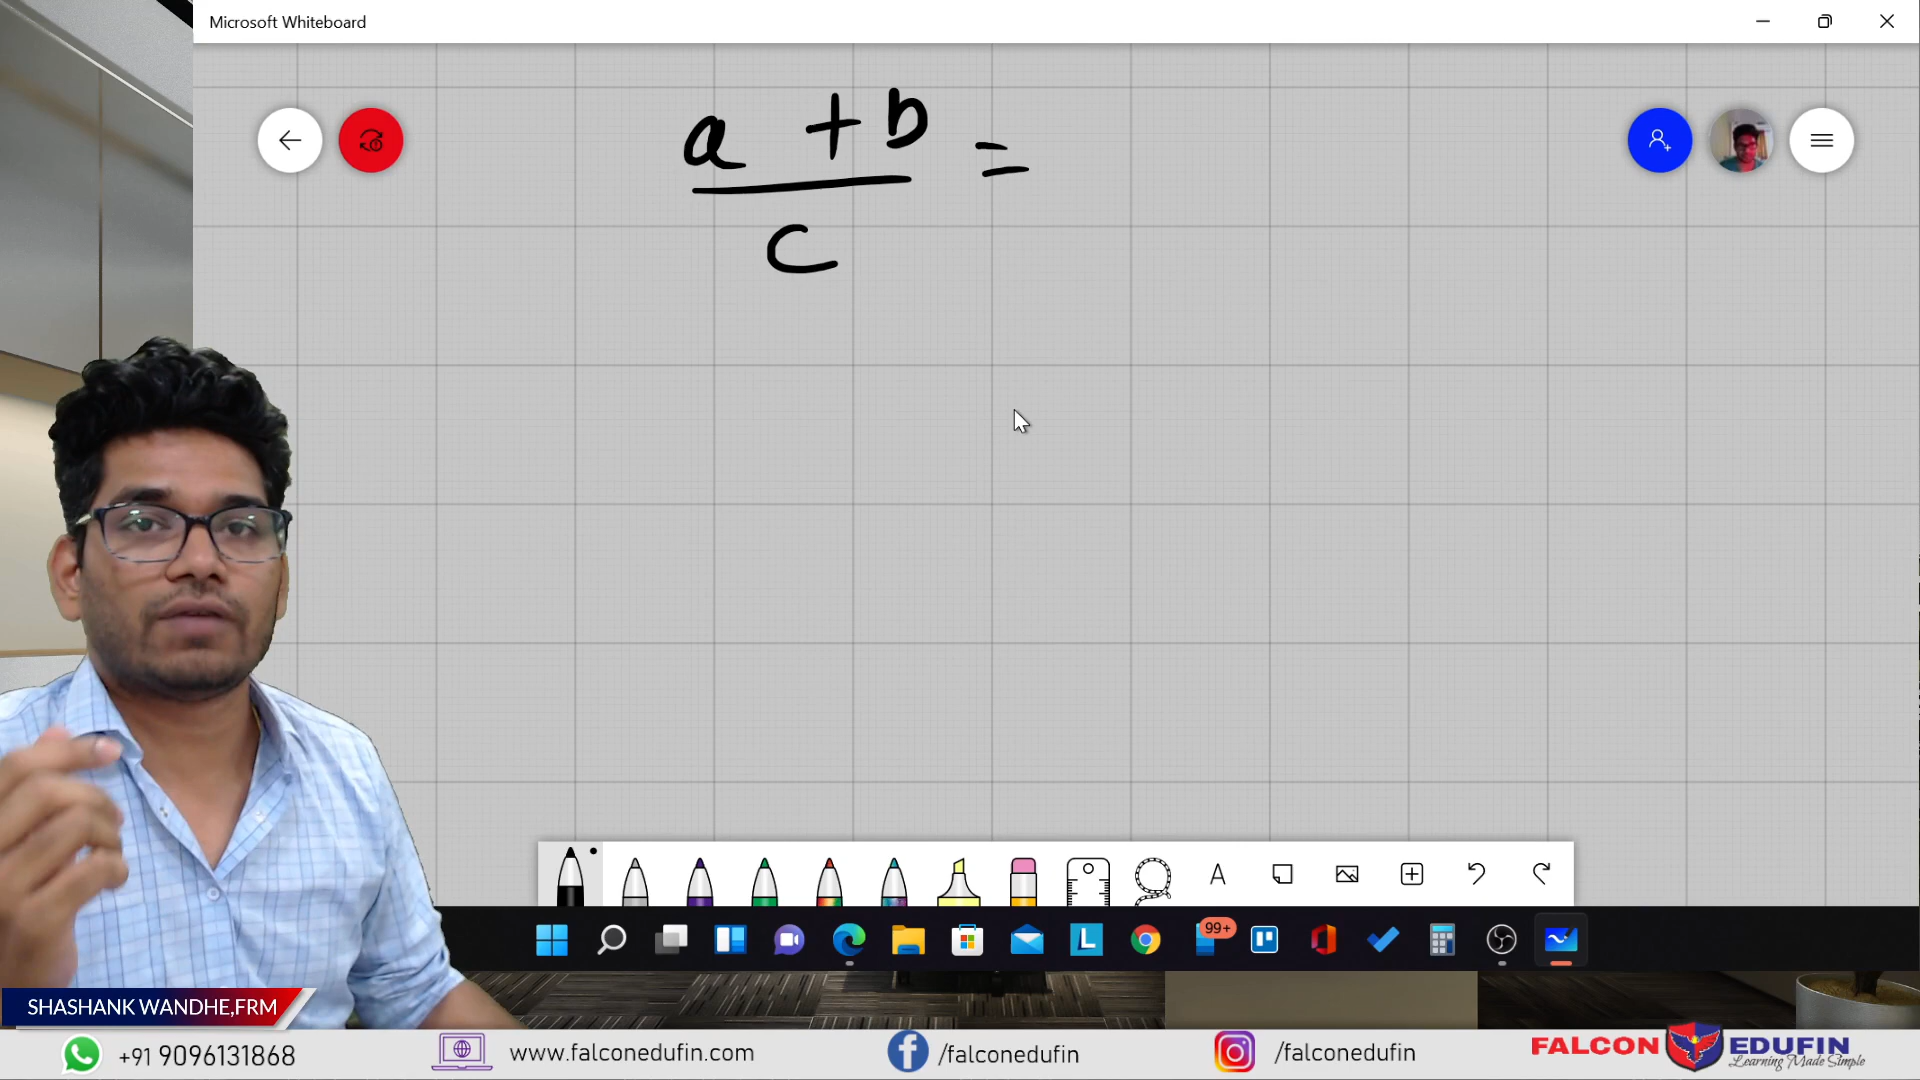 Microsoft Whiteboard
a + b =
c
A
L
99+
SHASHANK WANDHE,FRM
+91 9096131868
www.falconedufin.com
/falconedufin
/falconedufin
FALCON EDUFIN
Learning Made Simple